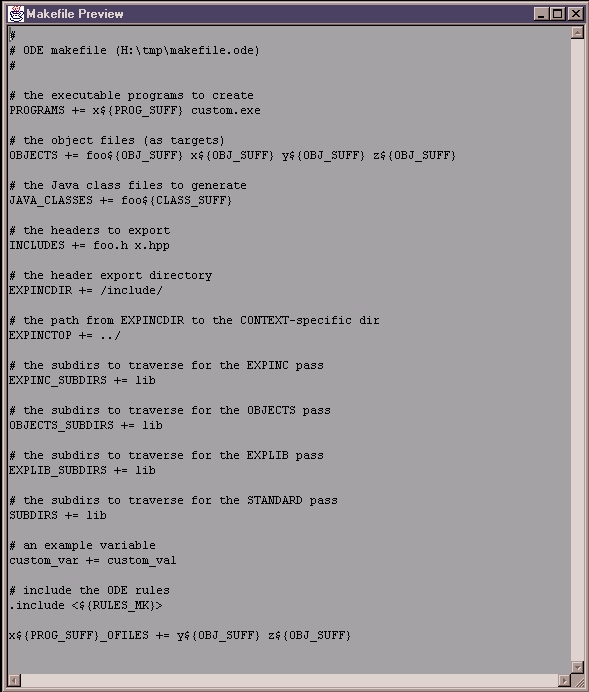 Makefile Preview
#
# ODE makefile (H:\tmp\makefile.ode)
#
# the executable programs to create
PROGRAMS += x${PROG_SUFF} custom.exe
# the object files (as targets)
OBJECTS += foo${OBJ_SUFF} x${OBJ_SUFF} y${OBJ_SUFF} z${OBJ_SUFF}
# the Java class files to generate
JAVA_CLASSES += foo${CLASS_SUFF}
# the headers to export
INCLUDES += foo.h x.hpp
# the header export directory
EXPINCDIR += /include/
# the path from EXPINCDIR to the CONTEXT-specific dir
EXPINCTOP += ../
# the subdirs to traverse for the EXPINC pass
EXPINC_SUBDIRS += lib
# the subdirs to traverse for the OBJECTS pass
OBJECTS_SUBDIRS += lib
# the subdirs to traverse for the EXPLIB pass
EXPLIB_SUBDIRS += lib
# the subdirs to traverse for the STANDARD pass
SUBDIRS += lib
# an example variable
custom_var += custom_val
# include the ODE rules
.include <${RULES_MK}>
x${PROG_SUFF}_OFILES += y${OBJ_SUFF} z${OBJ_SUFF}